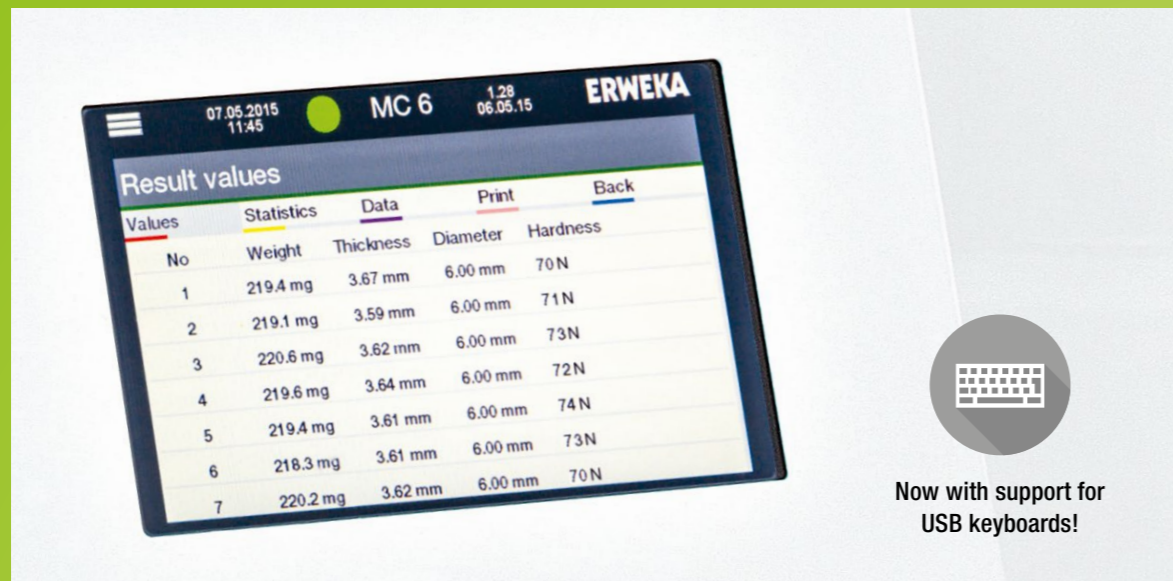 07.05.2015
11:45
MC 6
1.28
06.05.15
ERWEKA
Result values
Values Statistics Data Print Back
No Weight Thickness Diameter Hardness
1 219.4 mg 3.67 mm 6.00 mm 70 N
2 219.1 mg 3.59 mm 6.00 mm 71 N
3 220.6 mg 3.62 mm 6.00 mm 73 N
4 219.6 mg 3.64 mm 6.00 mm 72 N
5 219.4 mg 3.61 mm 6.00 mm 74 N
6 218.3 mg 3.61 mm 6.00 mm 73 N
7 220.2 mg 3.62 mm 6.00 mm 70 N
Now with support for
USB keyboards!